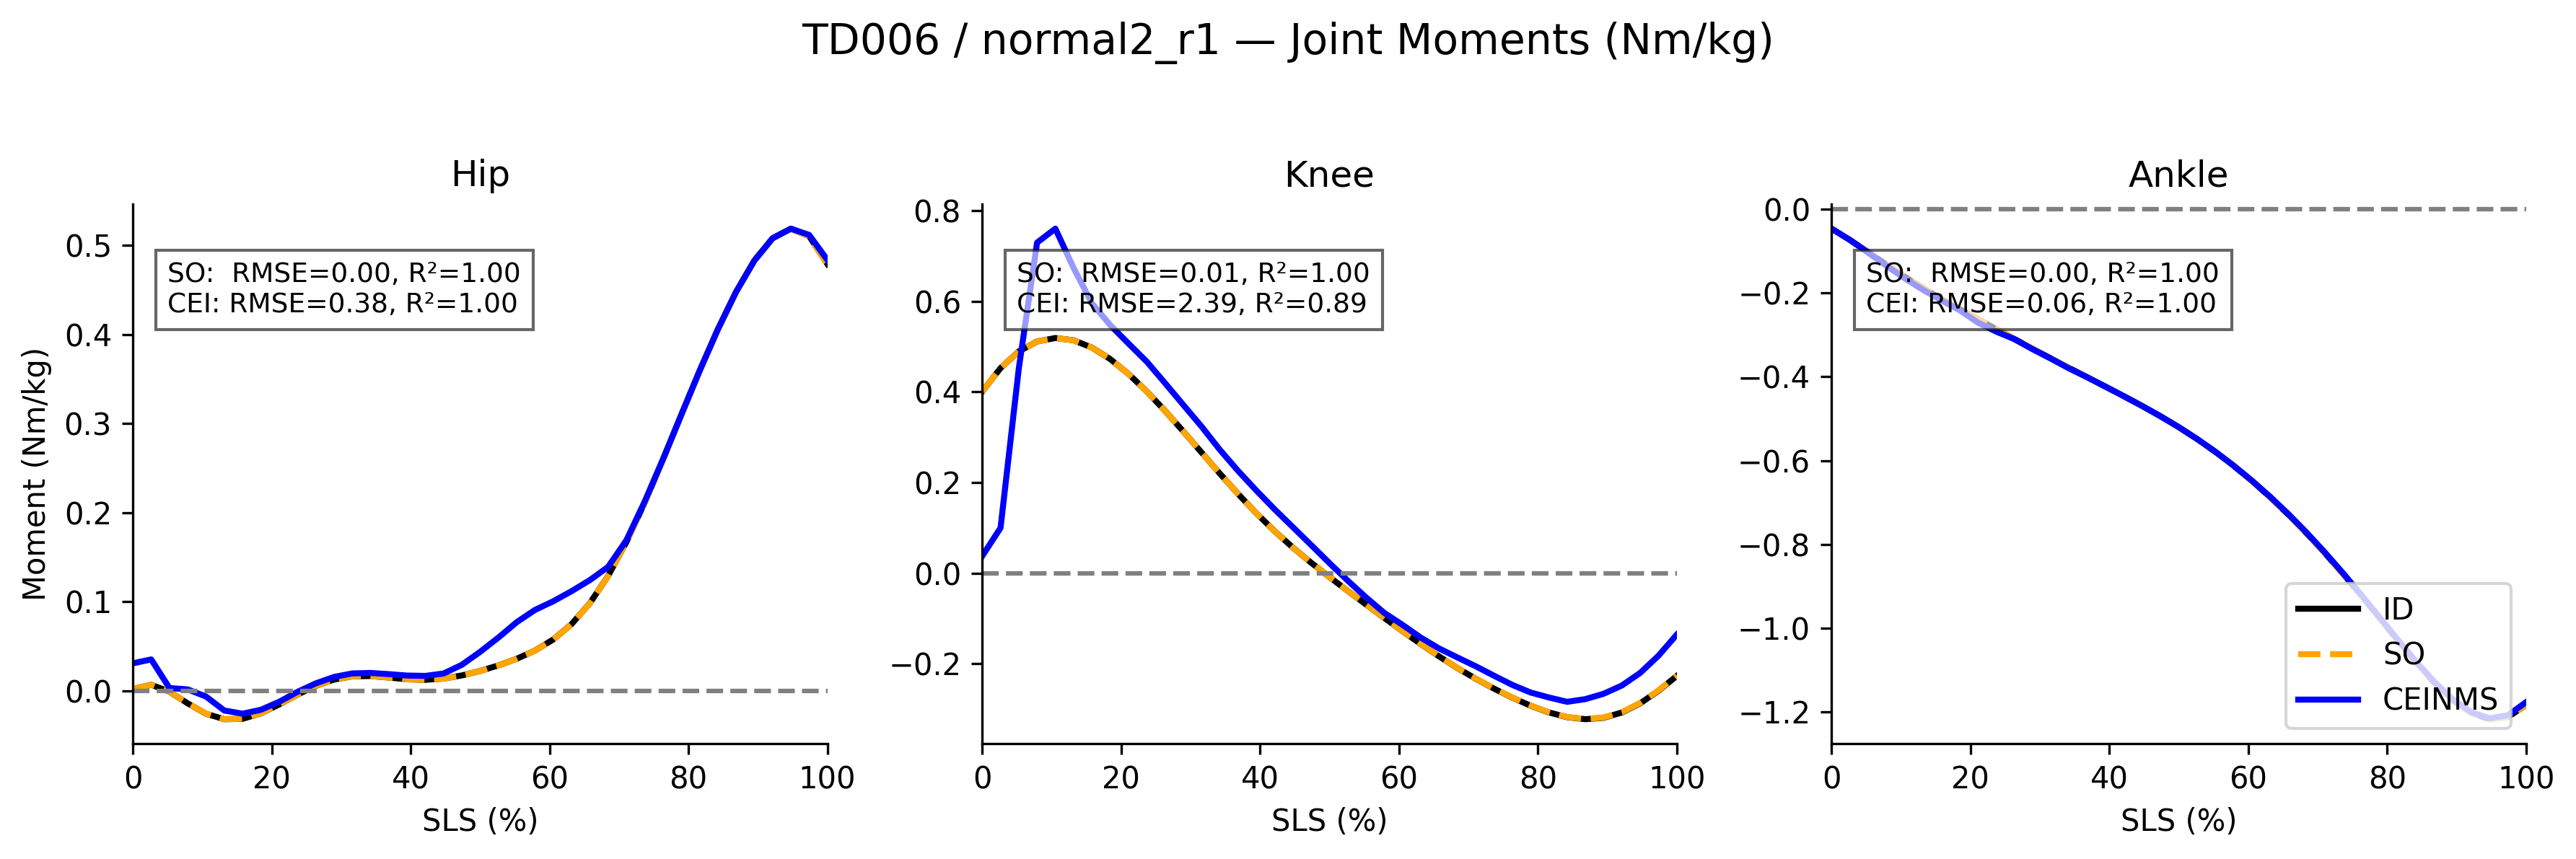 TD006 / normal2_r1 — Joint Moments (Nm/kg)
Hip
Moment (Nm/kg)
0.5
0.4
0.3
0.2
0.1
0.0
SO:  RMSE=0.00, R²=1.00
CEI: RMSE=0.38, R²=1.00
0 20 40 60 80 100
SLS (%)
Knee
0.8
0.6
0.4
0.2
0.0
−0.2
SO:  RMSE=0.01, R²=1.00
CEI: RMSE=2.39, R²=0.89
0 20 40 60 80 100
SLS (%)
Ankle
0.0
−0.2
−0.4
−0.6
−0.8
−1.0
−1.2
SO:  RMSE=0.00, R²=1.00
CEI: RMSE=0.06, R²=1.00
ID
SO
CEINMS
0 20 40 60 80 100
SLS (%)